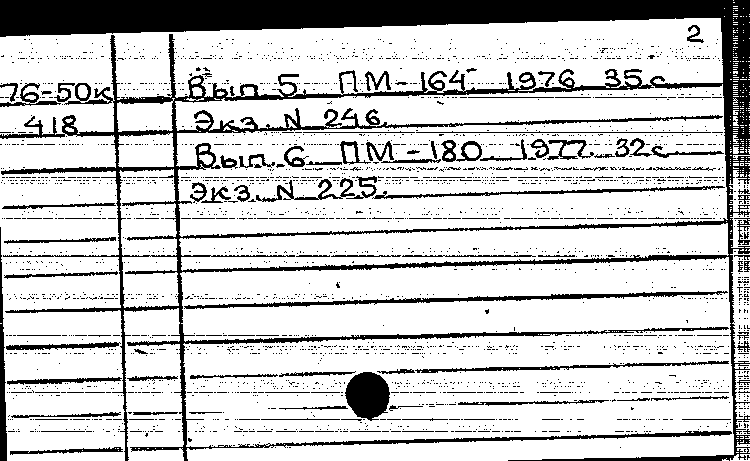 2
76-50к Вып 5. ПМ-164. 1976. 35с.
418 Экз. N 246.
Вып. 6. ПМ-180. 1977. 32с.
Экз. N 225.